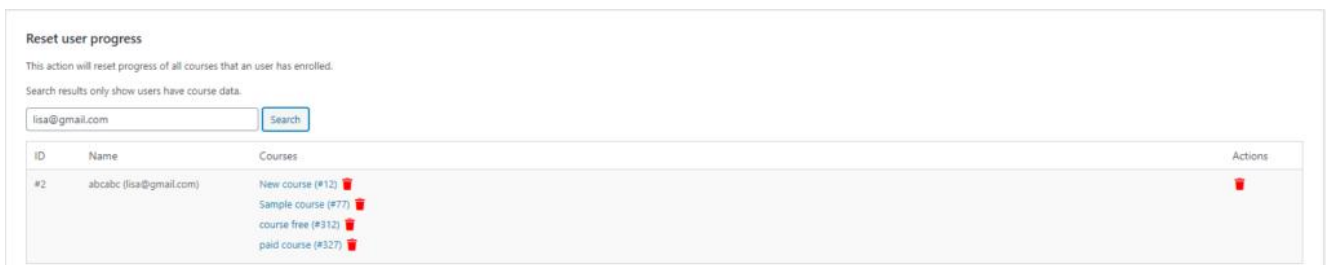 Reset user progress
This action will reset progress of all courses that an user has enrolled.
Search results only show users have course data.
lisa@gmail.com Search
ID Name Courses Actions
#2 abcabc (lisa@gmail.com) New course (#12)
Sample course (#77)
course free (#312)
paid course (#327)